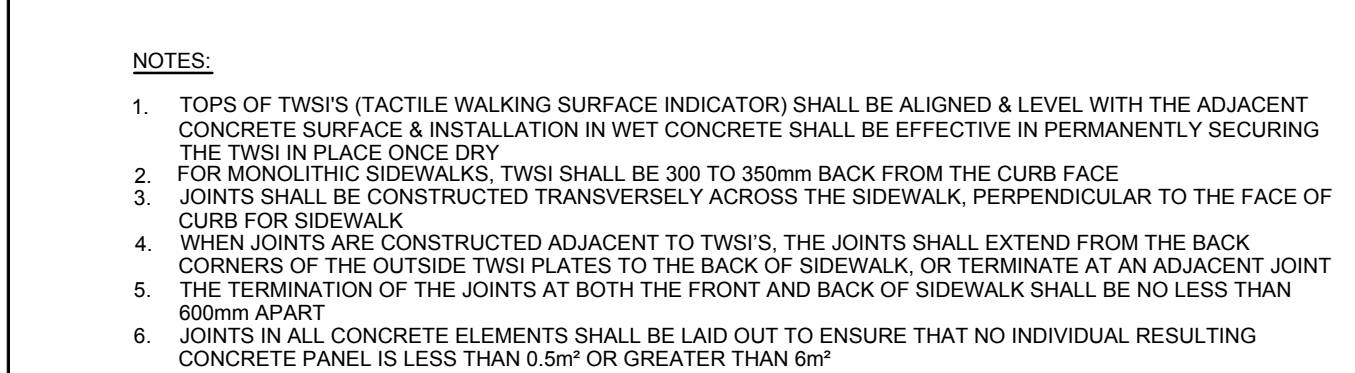 NOTES:
1. TOPS OF TWSI'S (TACTILE WALKING SURFACE INDICATOR) SHALL BE ALIGNED & LEVEL WITH THE ADJACENT
CONCRETE SURFACE & INSTALLATION IN WET CONCRETE SHALL BE EFFECTIVE IN PERMANENTLY SECURING
THE TWSI IN PLACE ONCE DRY
2. FOR MONOLITHIC SIDEWALKS, TWSI SHALL BE 300 TO 350mm BACK FROM THE CURB FACE
3. JOINTS SHALL BE CONSTRUCTED TRANSVERSELY ACROSS THE SIDEWALK, PERPENDICULAR TO THE FACE OF
CURB FOR SIDEWALK
4. WHEN JOINTS ARE CONSTRUCTED ADJACENT TO TWSI’S, THE JOINTS SHALL EXTEND FROM THE BACK
CORNERS OF THE OUTSIDE TWSI PLATES TO THE BACK OF SIDEWALK, OR TERMINATE AT AN ADJACENT JOINT
5. THE TERMINATION OF THE JOINTS AT BOTH THE FRONT AND BACK OF SIDEWALK SHALL BE NO LESS THAN
600mm APART
6. JOINTS IN ALL CONCRETE ELEMENTS SHALL BE LAID OUT TO ENSURE THAT NO INDIVIDUAL RESULTING
CONCRETE PANEL IS LESS THAN 0.5m² OR GREATER THAN 6m²